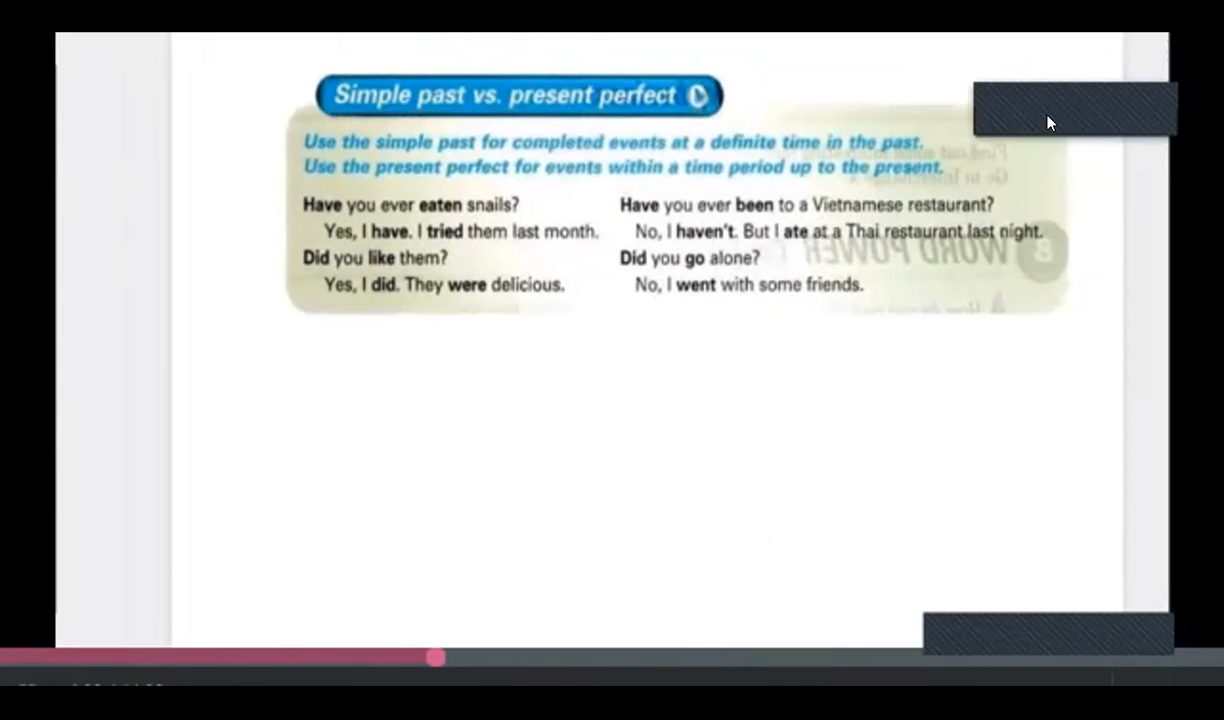 Simple past vs. present perfect
Use the simple past for completed events at a definite time in the past.
Use the present perfect for events within a time period up to the present.
Have you ever eaten snails?
Yes, I have. I tried them last month.
Did you like them?
Yes, I did. They were delicious.
Have you ever been to a Vietnamese restaurant?
No, I haven't. But I ate at a Thai restaurant last night.
Did you go alone?
No, I went with some friends.
WORD POWER